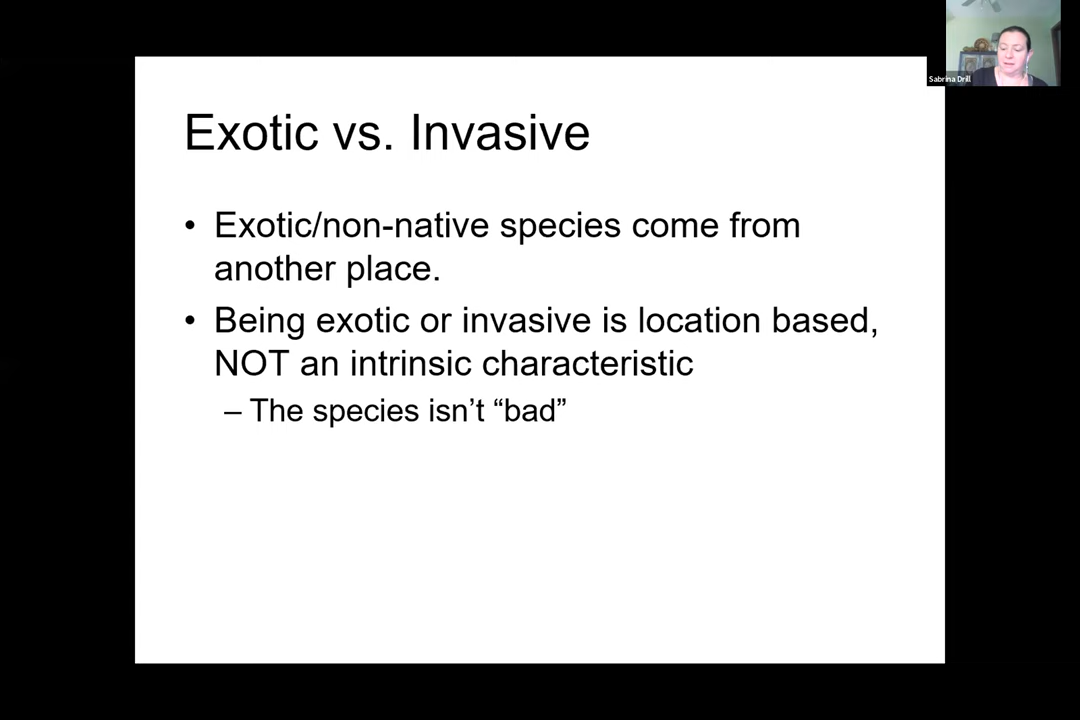 Sabrina Drill
Exotic vs. Invasive
• Exotic/non-native species come from
another place.
• Being exotic or invasive is location based,
NOT an intrinsic characteristic
– The species isn’t “bad”